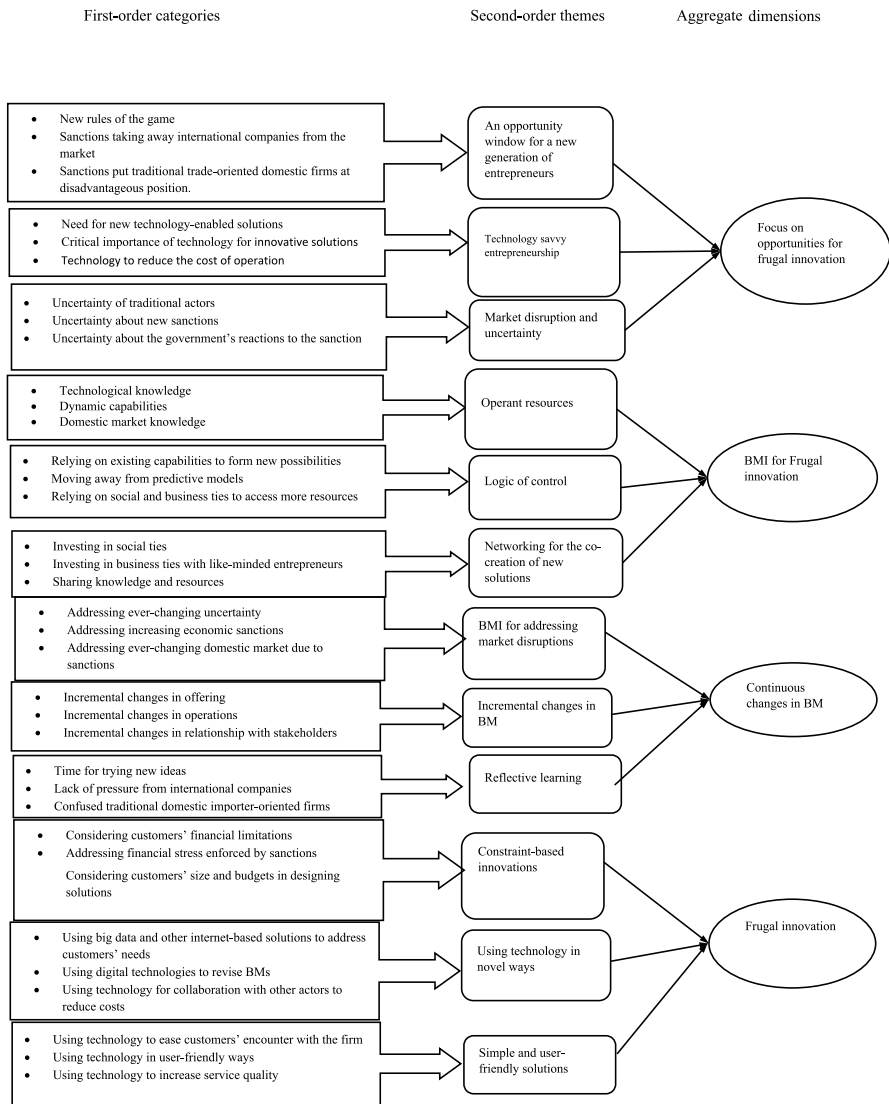 First-order categories
Second-order themes
Aggregate dimensions
• New rules of the game
• Sanctions taking away international companies from the
market
• Sanctions put traditional trade-oriented domestic firms at
disadvantageous position.
An opportunity
window for a new
generation of
entrepreneurs
• Need for new technology-enabled solutions
• Critical importance of technology for innovative solutions
• Technology to reduce the cost of operation
Technology savvy
entrepreneurship
• Uncertainty of traditional actors
• Uncertainty about new sanctions
• Uncertainty about the government’s reactions to the sanction
Market disruption and
uncertainty
Focus on
opportunities for
frugal innovation
• Technological knowledge
• Dynamic capabilities
• Domestic market knowledge
Operant resources
• Relying on existing capabilities to form new possibilities
• Moving away from predictive models
• Relying on social and business ties to access more resources
Logic of control
• Investing in social ties
• Investing in business ties with like-minded entrepreneurs
• Sharing knowledge and resources
Networking for the co-
creation of new
solutions
BMI for Frugal
innovation
• Addressing ever-changing uncertainty
• Addressing increasing economic sanctions
• Addressing ever-changing domestic market due to
sanctions
BMI for addressing
market disruptions
• Incremental changes in offering
• Incremental changes in operations
• Incremental changes in relationship with stakeholders
Incremental changes in
BM
• Time for trying new ideas
• Lack of pressure from international companies
• Confused traditional domestic importer-oriented firms
Reflective learning
Continuous
changes in BM
• Considering customers’ financial limitations
• Addressing financial stress enforced by sanctions
Considering customers’ size and budgets in designing
solutions
Constraint-based
innovations
• Using big data and other internet-based solutions to address
customers’ needs
• Using digital technologies to revise BMs
• Using technology for collaboration with other actors to
reduce costs
Using technology in
novel ways
• Using technology to ease customers’ encounter with the firm
• Using technology in user-friendly ways
• Using technology to increase service quality
Simple and user-
friendly solutions
Frugal innovation